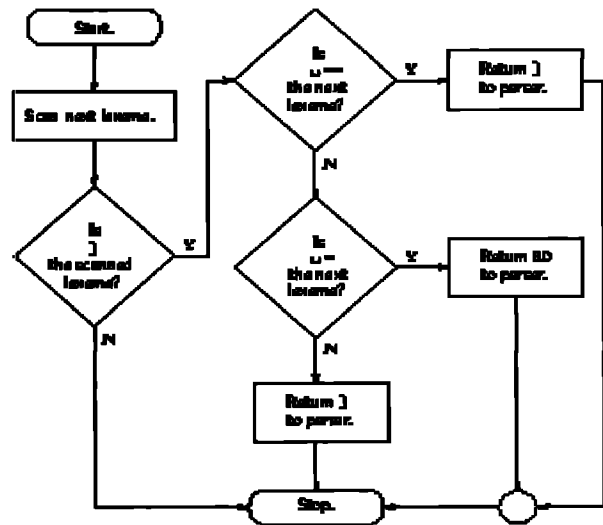 Start.
Scan next lexeme.
Is
]
the scanned
lexeme?
Y
N
Is
the next
lexeme?
Y
N
Return ]
to parser.
Is
the next
lexeme?
Y
N
Return
to parser.
Return ]
to parser.
Stop.